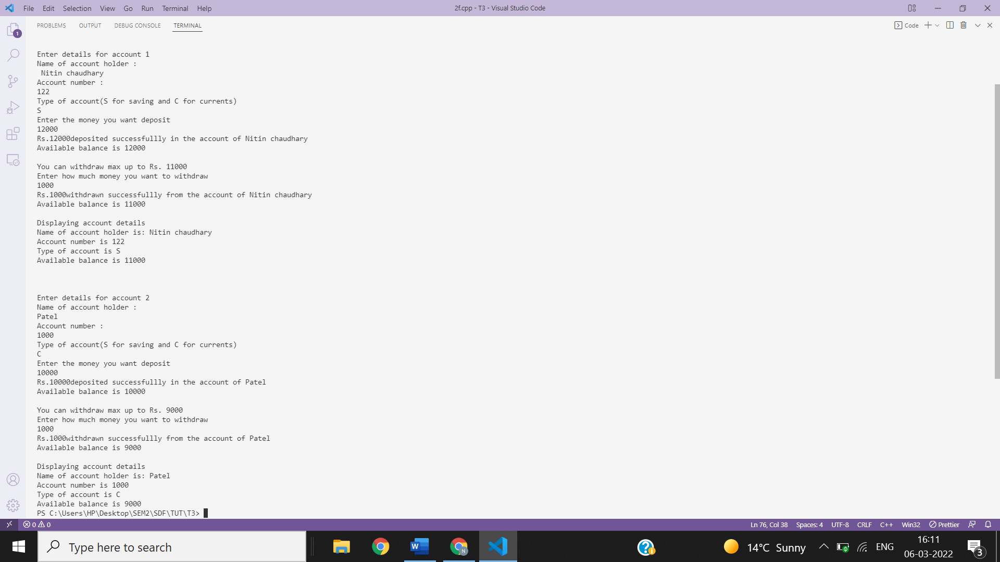 File Edit Selection View Go Run Terminal Help 2f.cpp - T3 - Visual Studio Code
PROBLEMS OUTPUT DEBUG CONSOLE TERMINAL Code
1
Enter details for account 1
Name of account holder :
Nitin chaudhary
Account number :
122
Type of account(S for saving and C for currents)
S
Enter the money you want deposit
12000
Rs.12000deposited successfullly in the account of Nitin chaudhary
Available balance is 12000
You can withdraw max up to Rs. 11000
Enter how much money you want to withdraw
1000
Rs.1000withdrawn successfullly from the account of Nitin chaudhary
Available balance is 11000
Displaying account details
Name of account holder is: Nitin chaudhary
Account number is 122
Type of account is S
Available balance is 11000
Enter details for account 2
Name of account holder :
Patel
Account number :
1000
Type of account(S for saving and C for currents)
C
Enter the money you want deposit
10000
Rs.10000deposited successfullly in the account of Patel
Available balance is 10000
You can withdraw max up to Rs. 9000
Enter how much money you want to withdraw
1000
Rs.1000withdrawn successfullly from the account of Patel
Available balance is 9000
Displaying account details
Name of account holder is: Patel
Account number is 1000
Type of account is C
Available balance is 9000
PS C:\Users\HP\Desktop\SEM2\SDF\TUT\T3>
0 0 Ln 76, Col 38 Spaces: 4 UTF-8 CRLF C++ Win32 Prettier
Type here to search W N 14°C Sunny ENG 16:11
06-03-2022 3